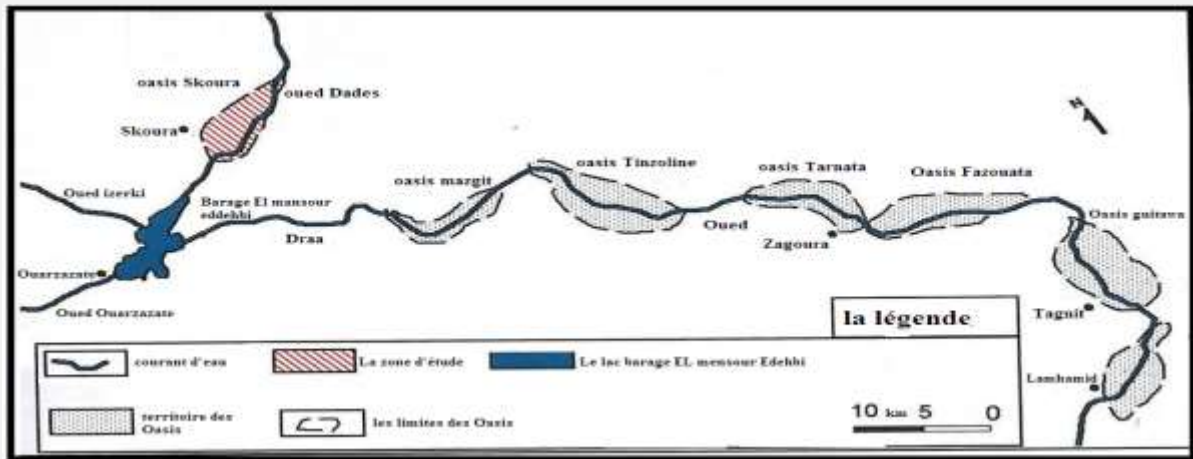 oasis Skoura
oued Dades
Skoura
N
oasis Tinzoline
oasis Tarnata
Oasis Fazouata
oasis mazgit
Oued izerki
Barage El mansour
eddehbi
Oasis guitava
Oued
Draa
Zagoura
Ouarzazate
Oued Ouarzazate
la légende
Tagnit
courant d'eau
La zone d'étude
Le lac barage EL mensour Edehbi
Lamhamid
territoire des
Oasis
les limites des Oasis
10 km 5 0